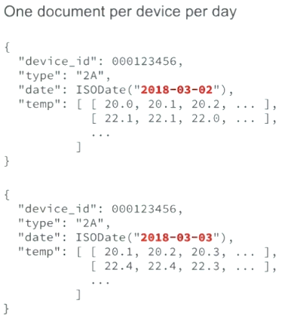 One document per device per day
{
"device_id": 000123456,
"type": "2A",
"date": ISODate("2018-03-02"),
"temp": [ [ 20.0, 20.1, 20.2, ... ],
[ 22.1, 22.1, 22.0, ... ],
...
]
}
{
"device_id": 000123456,
"type": "2A",
"date": ISODate("2018-03-03"),
"temp": [ [ 20.1, 20.2, 20.3, ... ],
[ 22.4, 22.4, 22.3, ... ],
...
]
}